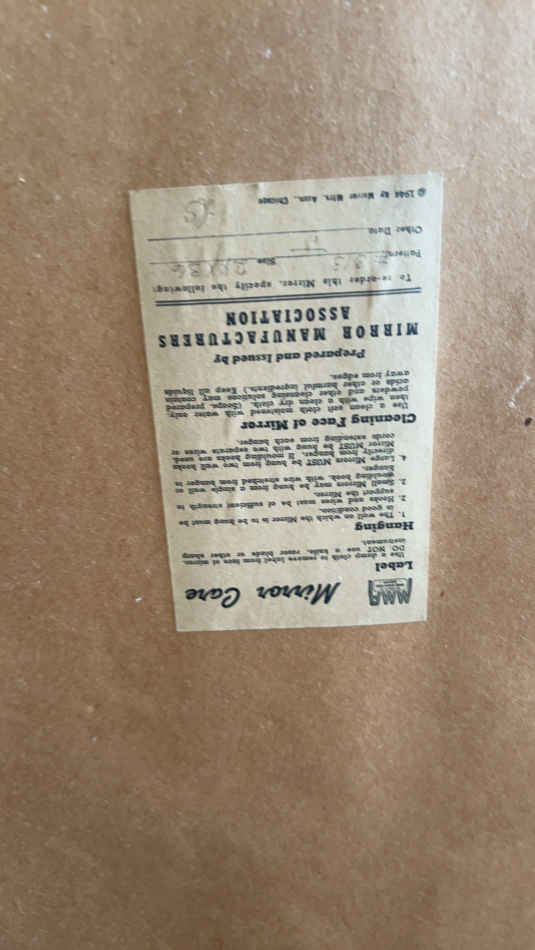 MMA
Mirror Care
Label
Use a damp cloth to remove label from face of mirror.
DO NOT use a knife, razor blade or other sharp
instrument.
Hanging
1. The wall on which the Mirror is to be hung must be
in good condition.
2. Hooks and wires must be of sufficient strength to
support the Mirror.
3. Small Mirrors may be hung from a single wall or
moulding hook, with wire stretched from hanger to
hanger.
4. Large Mirrors MUST be hung from two wall hooks
directly from hanger. If moulding hooks are used,
Mirror MUST be hung with two separate wires or
cords extending from each hanger.
Cleaning Face of Mirror
Use a clean soft cloth moistened with water only
then wipe with a clean dry cloth. (Soaps, prepared
powders and other cleansing solutions may contain
acids or other harmful ingredients.) Keep all liquids
away from edges.
Prepared and Issued by
MIRROR MANUFACTURERS
ASSOCIATION
To re-order this Mirror, specify the following:
Pattern Size
Other Data
© 1944 by Mirror Mfrs. Assn., Chicago